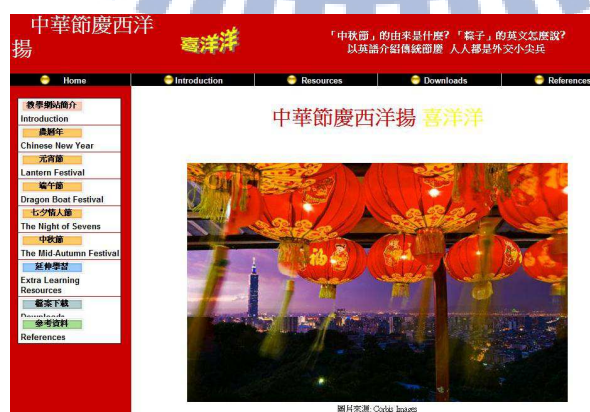 中華節慶西洋
揚
喜洋洋
「中秋節」的由來是什麼?「粽子」的英文怎麼說?
以英語介紹傳統節慶 人人都是外交小尖兵
Home
Introduction
Resources
Downloads
References
教學網站簡介
Introduction
農曆年
Chinese New Year
元宵節
Lantern Festival
端午節
Dragon Boat Festival
七夕情人節
The Night of Sevens
中秋節
The Mid-Autumn Festival
延伸學習
Extra Learning
Resources
檔案下載
Downloads
參考資料
References
中華節慶西洋揚 喜洋洋
福
圖片來源: Corbis Images